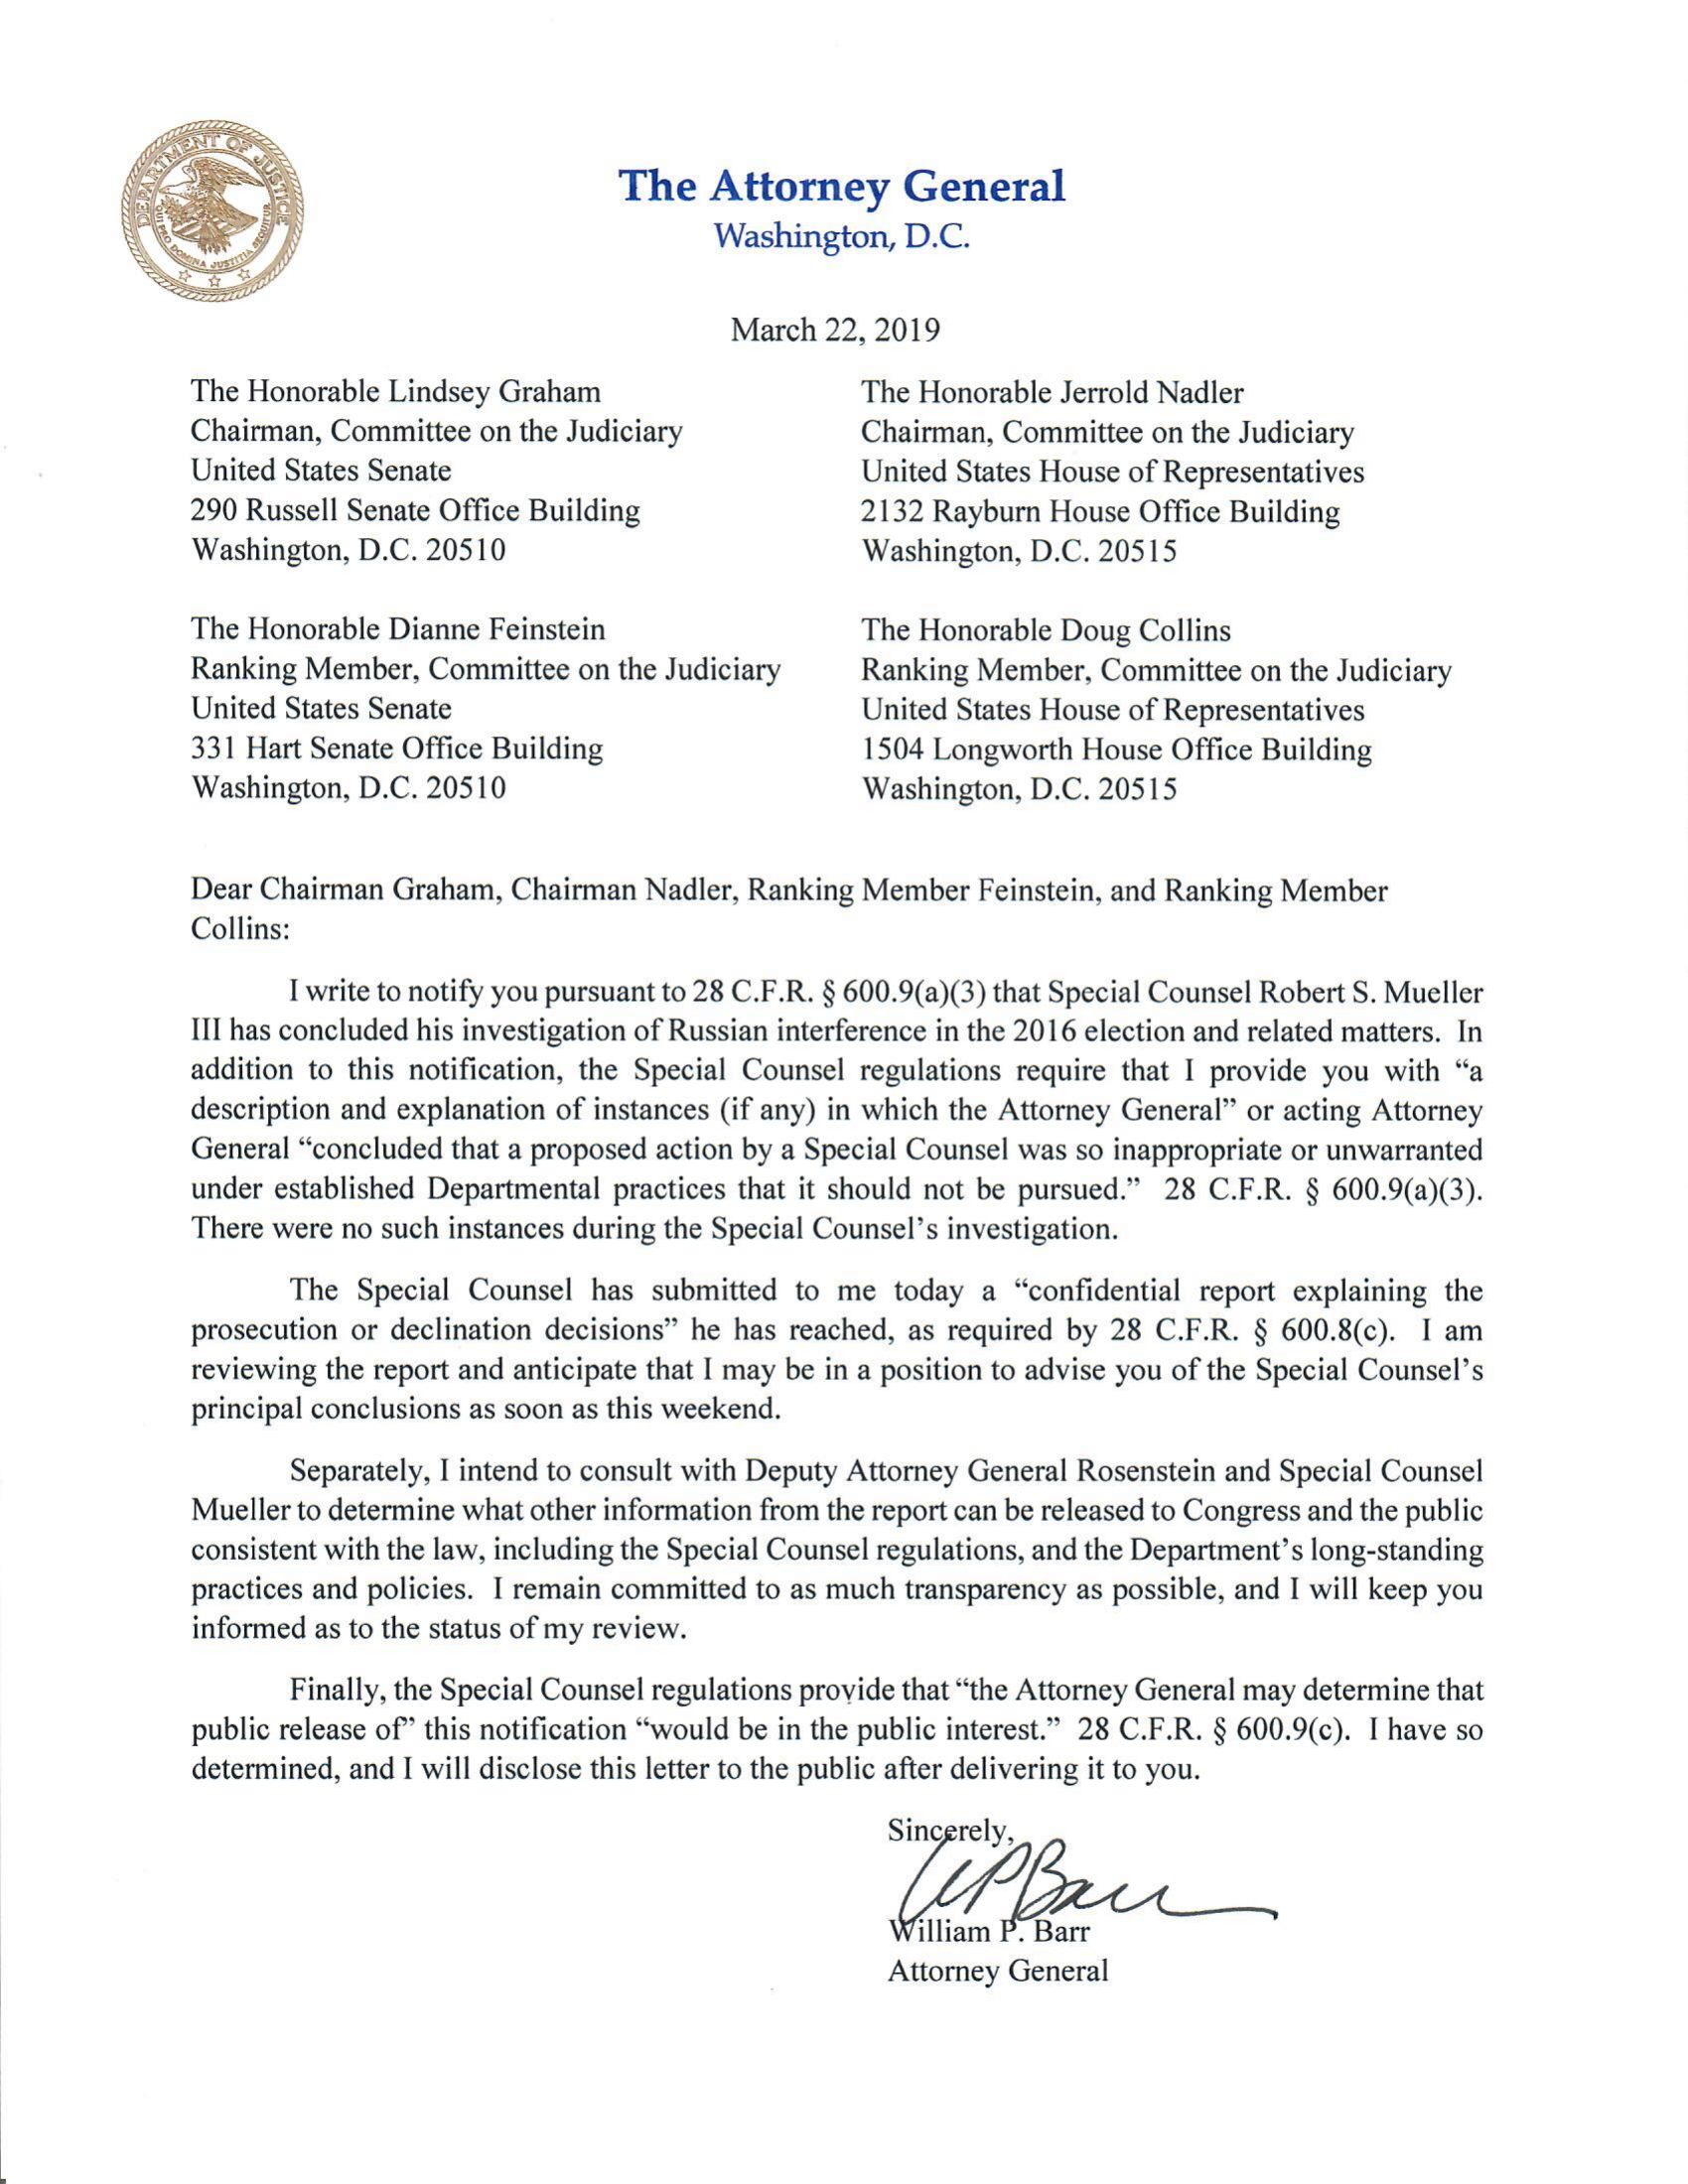 DEPARTMENT OF JUSTICE
QUI PRO DOMINA JUSTITIA SEQUITUR
The Attorney General
Washington, D.C.
March 22, 2019
The Honorable Lindsey Graham
Chairman, Committee on the Judiciary
United States Senate
290 Russell Senate Office Building
Washington, D.C. 20510
The Honorable Jerrold Nadler
Chairman, Committee on the Judiciary
United States House of Representatives
2132 Rayburn House Office Building
Washington, D.C. 20515
The Honorable Dianne Feinstein
Ranking Member, Committee on the Judiciary
United States Senate
331 Hart Senate Office Building
Washington, D.C. 20510
The Honorable Doug Collins
Ranking Member, Committee on the Judiciary
United States House of Representatives
1504 Longworth House Office Building
Washington, D.C. 20515
Dear Chairman Graham, Chairman Nadler, Ranking Member Feinstein, and Ranking Member
Collins:
I write to notify you pursuant to 28 C.F.R. § 600.9(a)(3) that Special Counsel Robert S. Mueller
III has concluded his investigation of Russian interference in the 2016 election and related matters. In
addition to this notification, the Special Counsel regulations require that I provide you with “a
description and explanation of instances (if any) in which the Attorney General” or acting Attorney
General “concluded that a proposed action by a Special Counsel was so inappropriate or unwarranted
under established Departmental practices that it should not be pursued.” 28 C.F.R. § 600.9(a)(3).
There were no such instances during the Special Counsel’s investigation.
The Special Counsel has submitted to me today a “confidential report explaining the
prosecution or declination decisions” he has reached, as required by 28 C.F.R. § 600.8(c). I am
reviewing the report and anticipate that I may be in a position to advise you of the Special Counsel’s
principal conclusions as soon as this weekend.
Separately, I intend to consult with Deputy Attorney General Rosenstein and Special Counsel
Mueller to determine what other information from the report can be released to Congress and the public
consistent with the law, including the Special Counsel regulations, and the Department’s long-standing
practices and policies. I remain committed to as much transparency as possible, and I will keep you
informed as to the status of my review.
Finally, the Special Counsel regulations provide that “the Attorney General may determine that
public release of” this notification “would be in the public interest.” 28 C.F.R. § 600.9(c). I have so
determined, and I will disclose this letter to the public after delivering it to you.
Sincerely,
WPBarr
William P. Barr
Attorney General